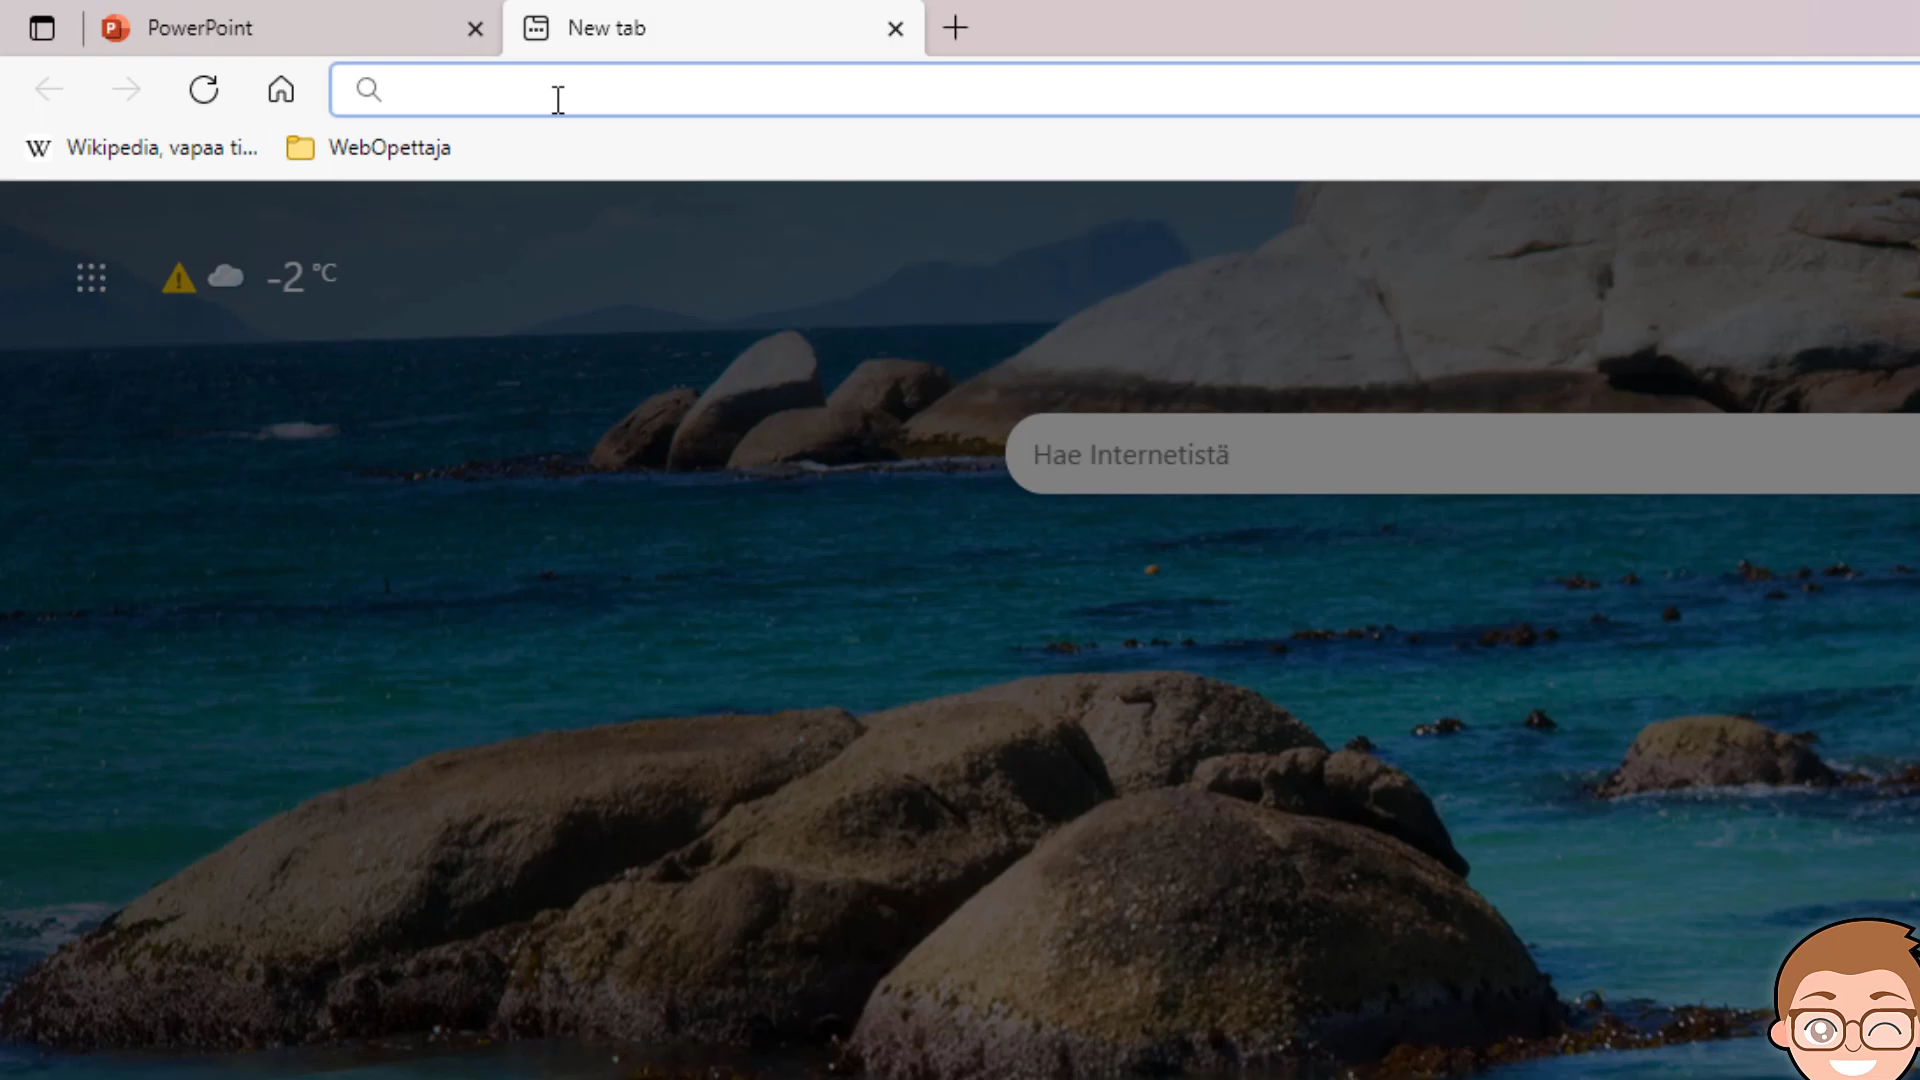 PowerPoint
New tab
Wikipedia, vapaa ti...
WebOpettaja
-2 °C
Hae Internetistä